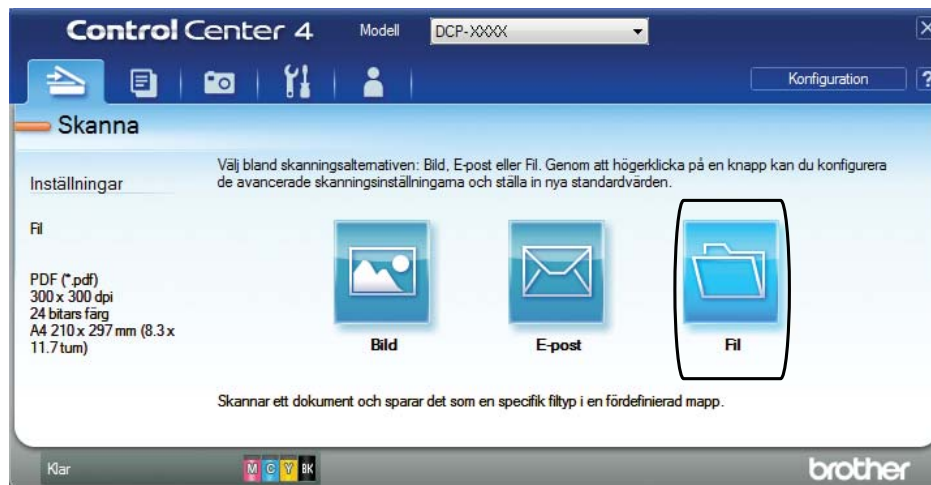 Control Center 4
Modell
DCP-XXXX
Konfiguration
?
Skanna
Inställningar
Fil
PDF (*.pdf)
300 x 300 dpi
24 bitars färg
A4 210 x 297 mm (8.3 x
11.7 tum)
Välj bland skanningsalternativen: Bild, E-post eller Fil. Genom att högerklicka på en knapp kan du konfigurera
de avancerade skanningsinställningarna och ställa in nya standardvärden.
Bild
E-post
Fil
Skannar ett dokument och sparar det som en specifik filtyp i en fördefinierad mapp.
Klar
M C Y BK
brother